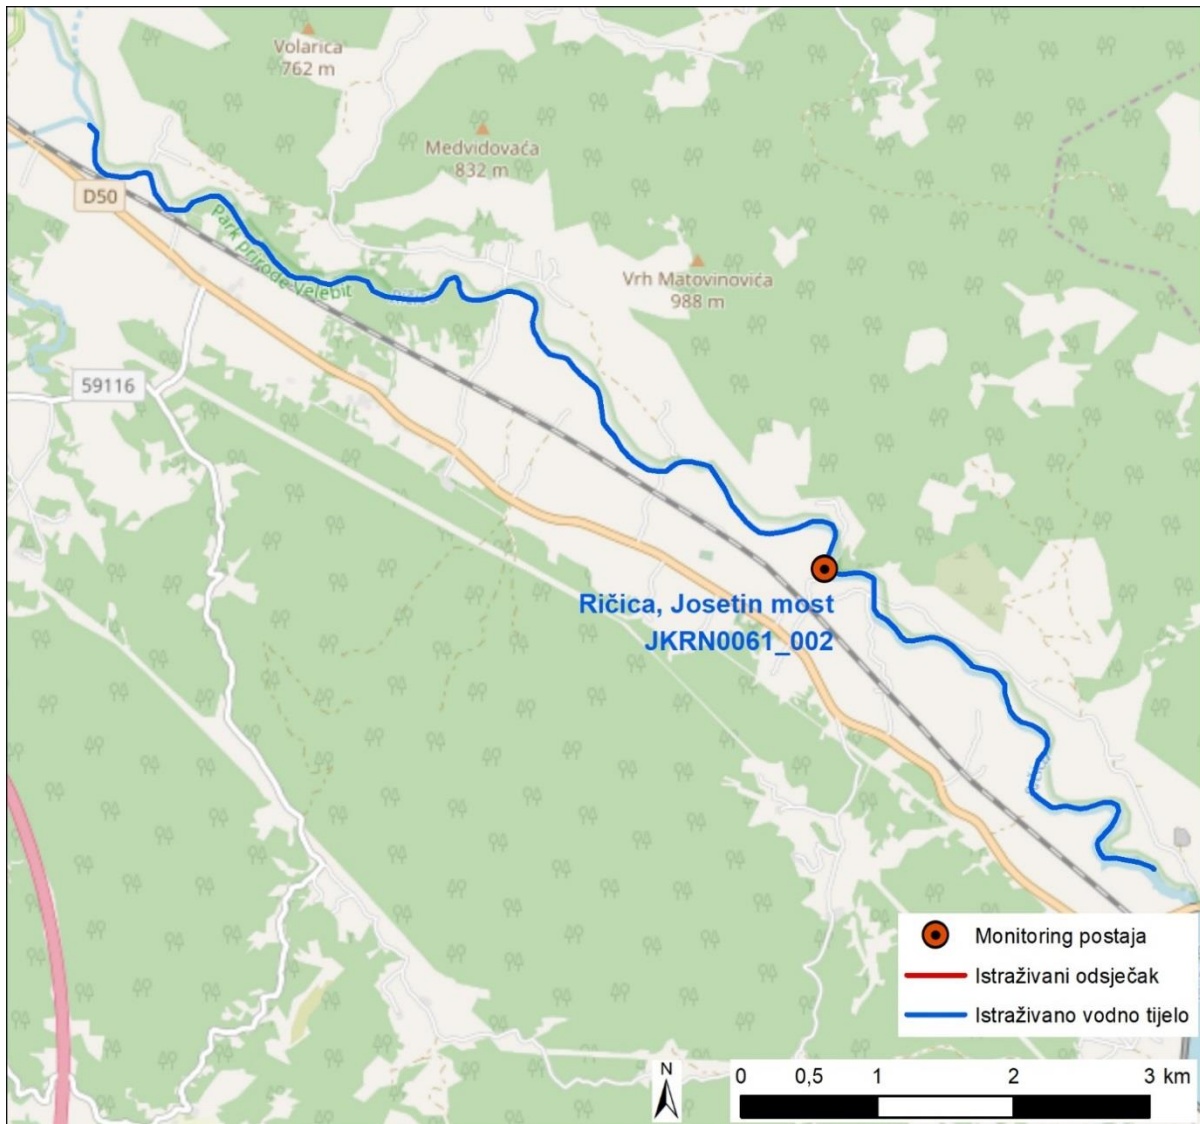 Volarica
762 m
Medvidovaća
832 m
D50
Park prirode Velebit
Vrh Matovinovića
988 m
59116
Ričica, Josetin most
JKRN0061_002
Monitoring postaja
Istraživani odsječak
Istraživano vodno tijelo
N
0 0,5 1 2 3 km